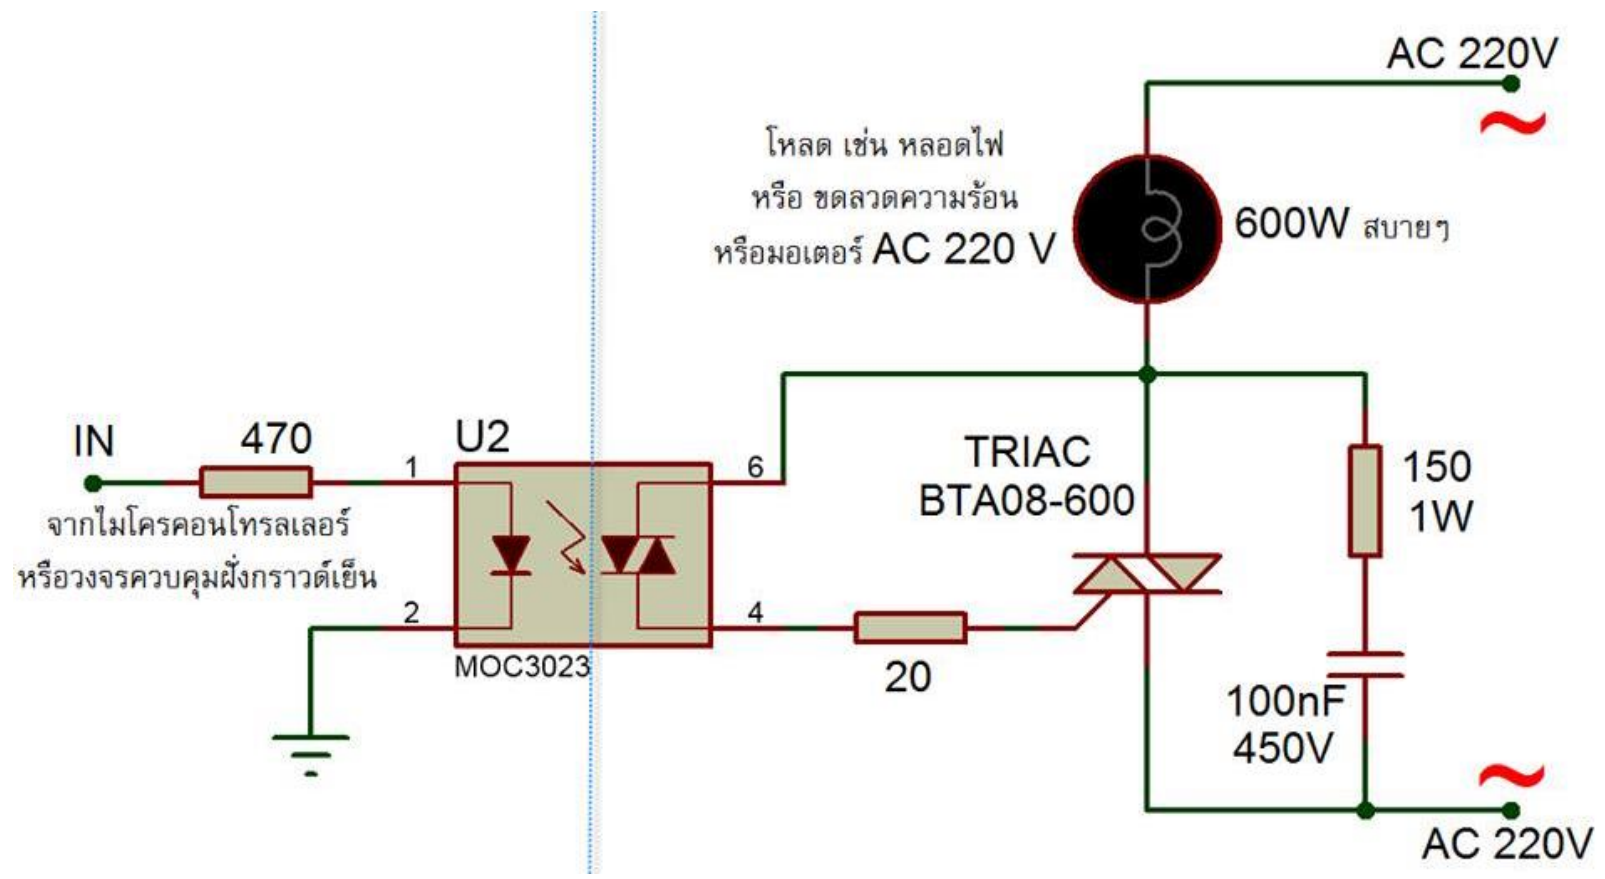 AC 220V
~
โหลด เช่น หลอดไฟ
หรือ ขดลวดความร้อน
หรือมอเตอร์ AC 220 V
600W สบายๆ
IN
470
1
U2
6
TRIAC
BTA08-600
150
1W
จากไมโครคอนโทรลเลอร์
หรือวงจรควบคุมฝั่งกราวด์เย็น
2
4
MOC3023
20
100nF
450V
~
AC 220V